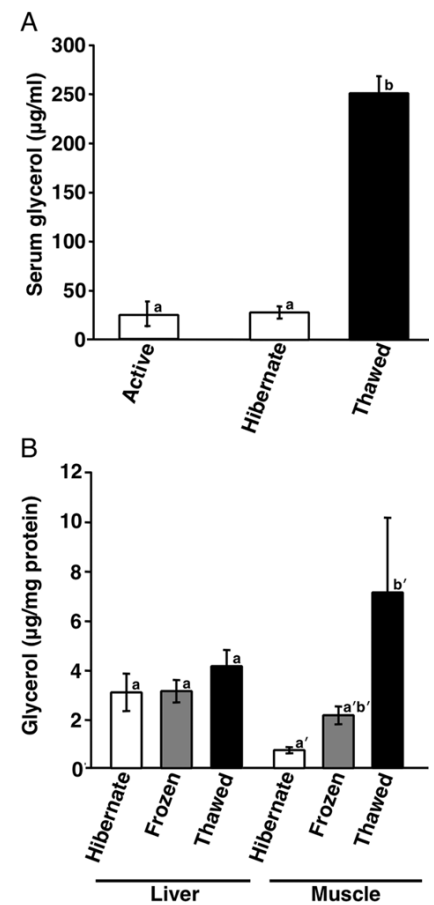 A
300
250
200
150
100
50
0
Serum glycerol (µg/ml)
a
a
b
Active
Hibernate
Thawed
B
12
10
8
6
4
2
0
Glycerol (µg/mg protein)
a
a
a
a′
a′b′
b′
Hibernate
Frozen
Thawed
Hibernate
Frozen
Thawed
Liver
Muscle